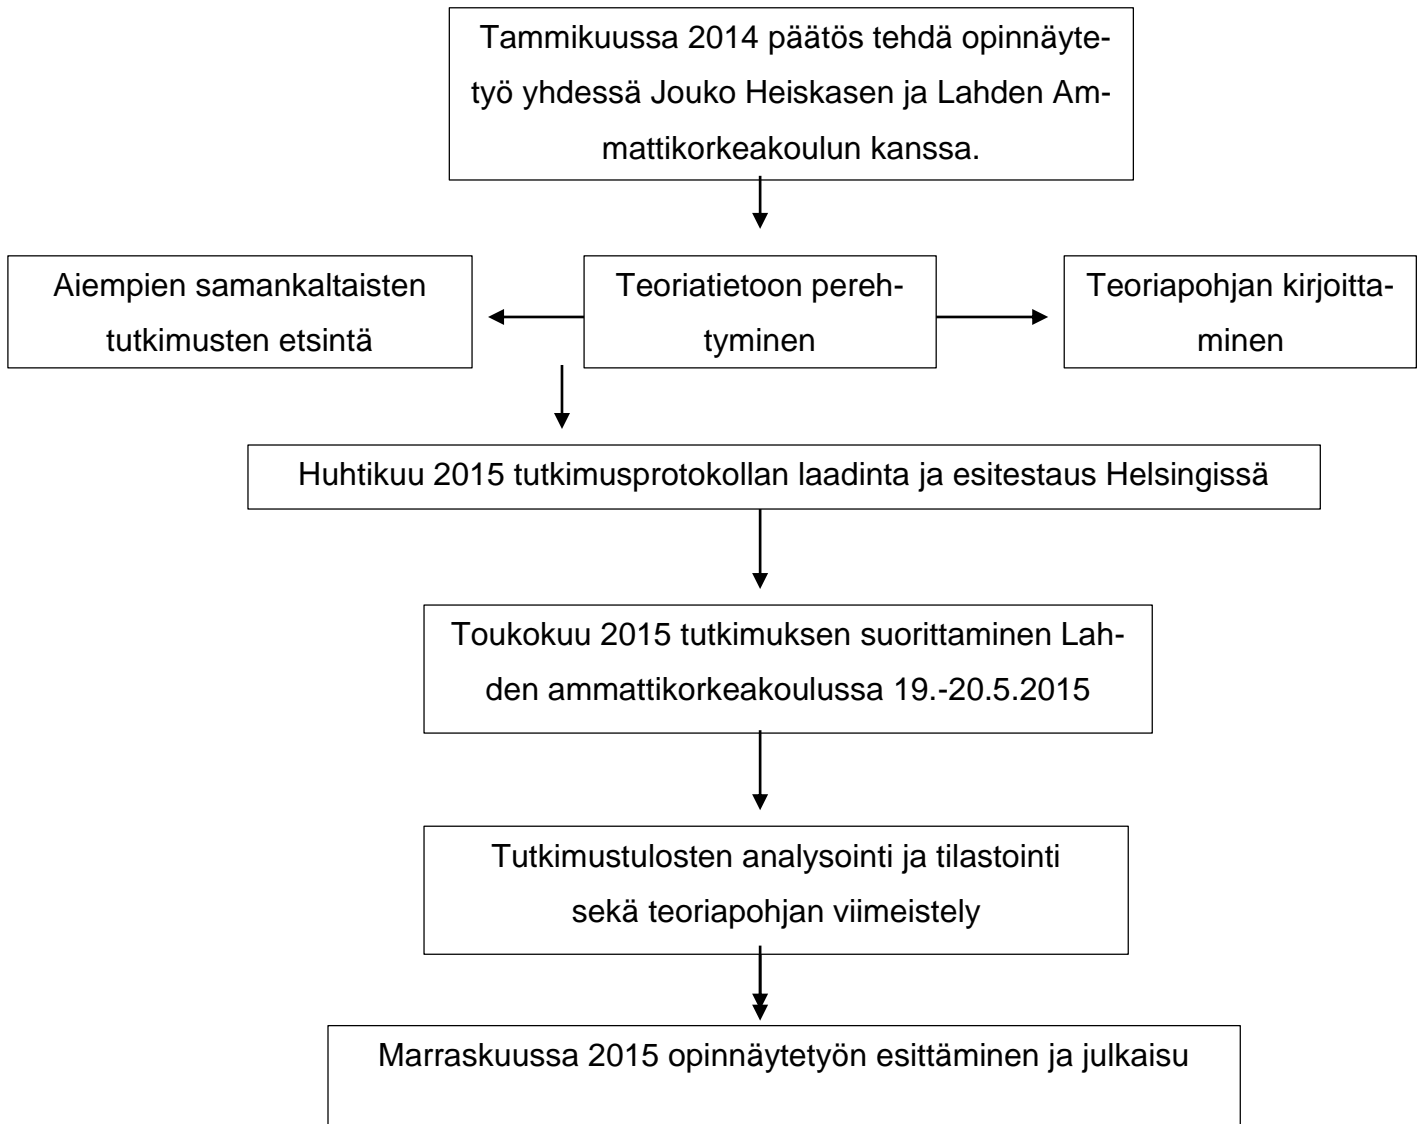 Tammikuussa 2014 päätös tehdä opinnäyte-
työ yhdessä Jouko Heiskasen ja Lahden Am-
mattikorkeakoulun kanssa.
Aiempien samankaltaisten
tutkimusten etsintä
Teoriatietoon pereh-
tyminen
Teoriapohjan kirjoitta-
minen
Huhtikuu 2015 tutkimusprotokollan laadinta ja esitestaus Helsingissä
Toukokuu 2015 tutkimuksen suorittaminen Lah-
den ammattikorkeakoulussa 19.-20.5.2015
Tutkimustulosten analysointi ja tilastointi
sekä teoriapohjan viimeistely
Marraskuussa 2015 opinnäytetyön esittäminen ja julkaisu